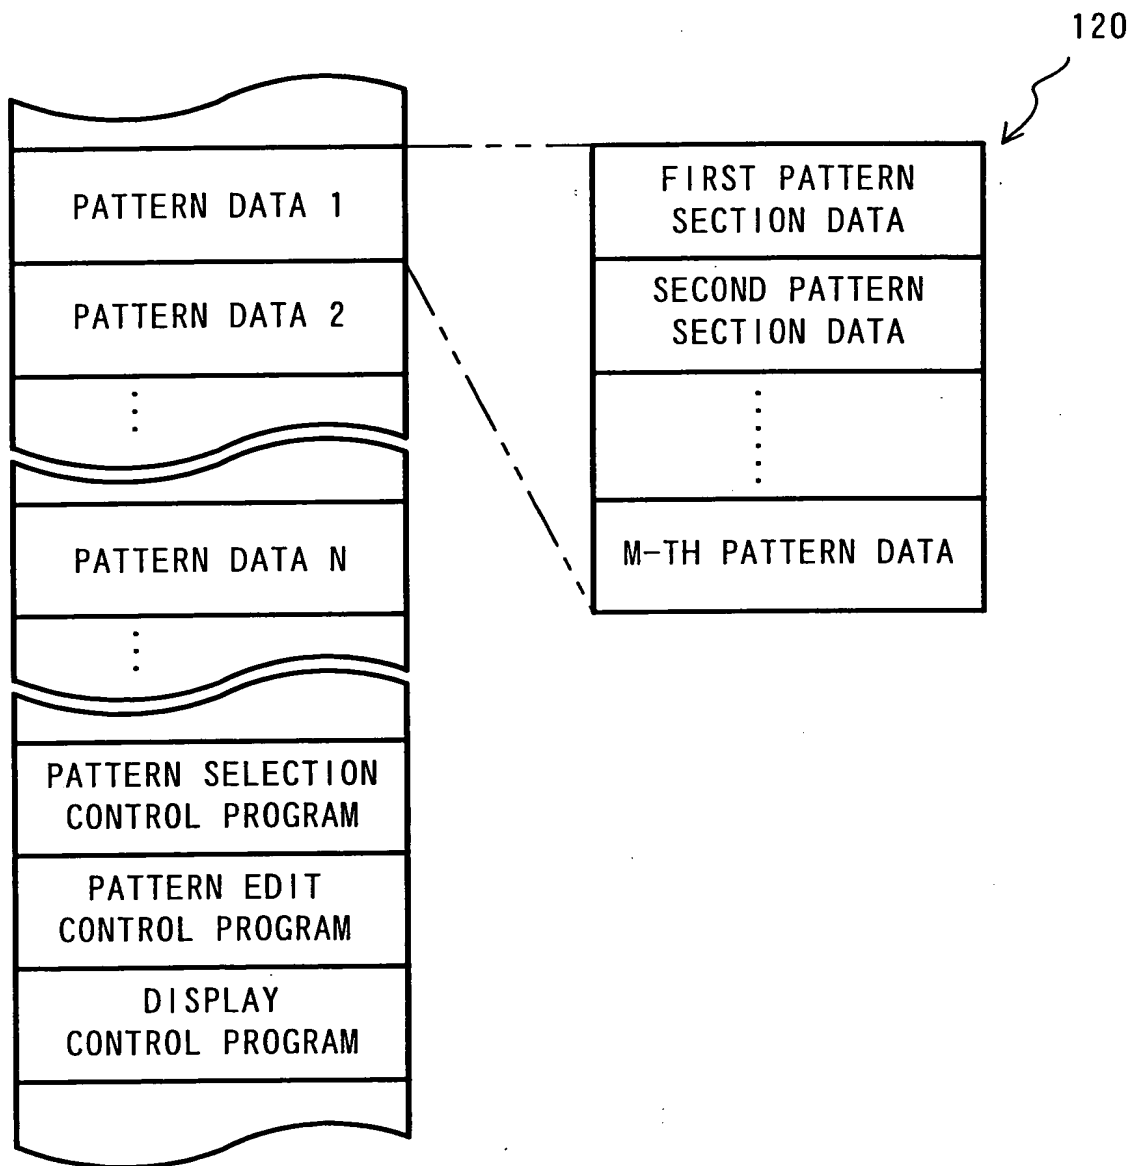 120
PATTERN DATA 1
PATTERN DATA 2
PATTERN DATA N
PATTERN SELECTION
CONTROL PROGRAM
PATTERN EDIT
CONTROL PROGRAM
DISPLAY
CONTROL PROGRAM
FIRST PATTERN
SECTION DATA
SECOND PATTERN
SECTION DATA
M-TH PATTERN DATA